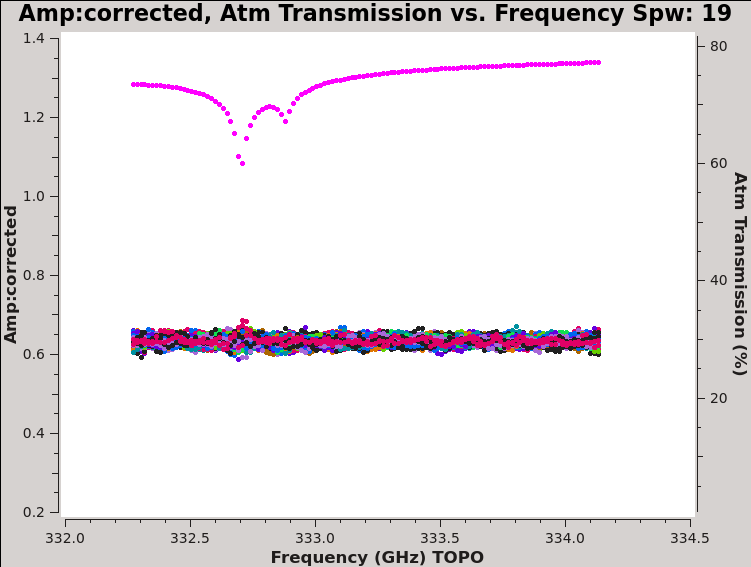 Amp:corrected, Atm Transmission vs. Frequency Spw: 19
1.4
1.2
1.0
0.8
0.6
0.4
0.2
Amp:corrected
80
60
40
20
Atm Transmission (%)
332.0 332.5 333.0 333.5 334.0 334.5
Frequency (GHz) TOPO